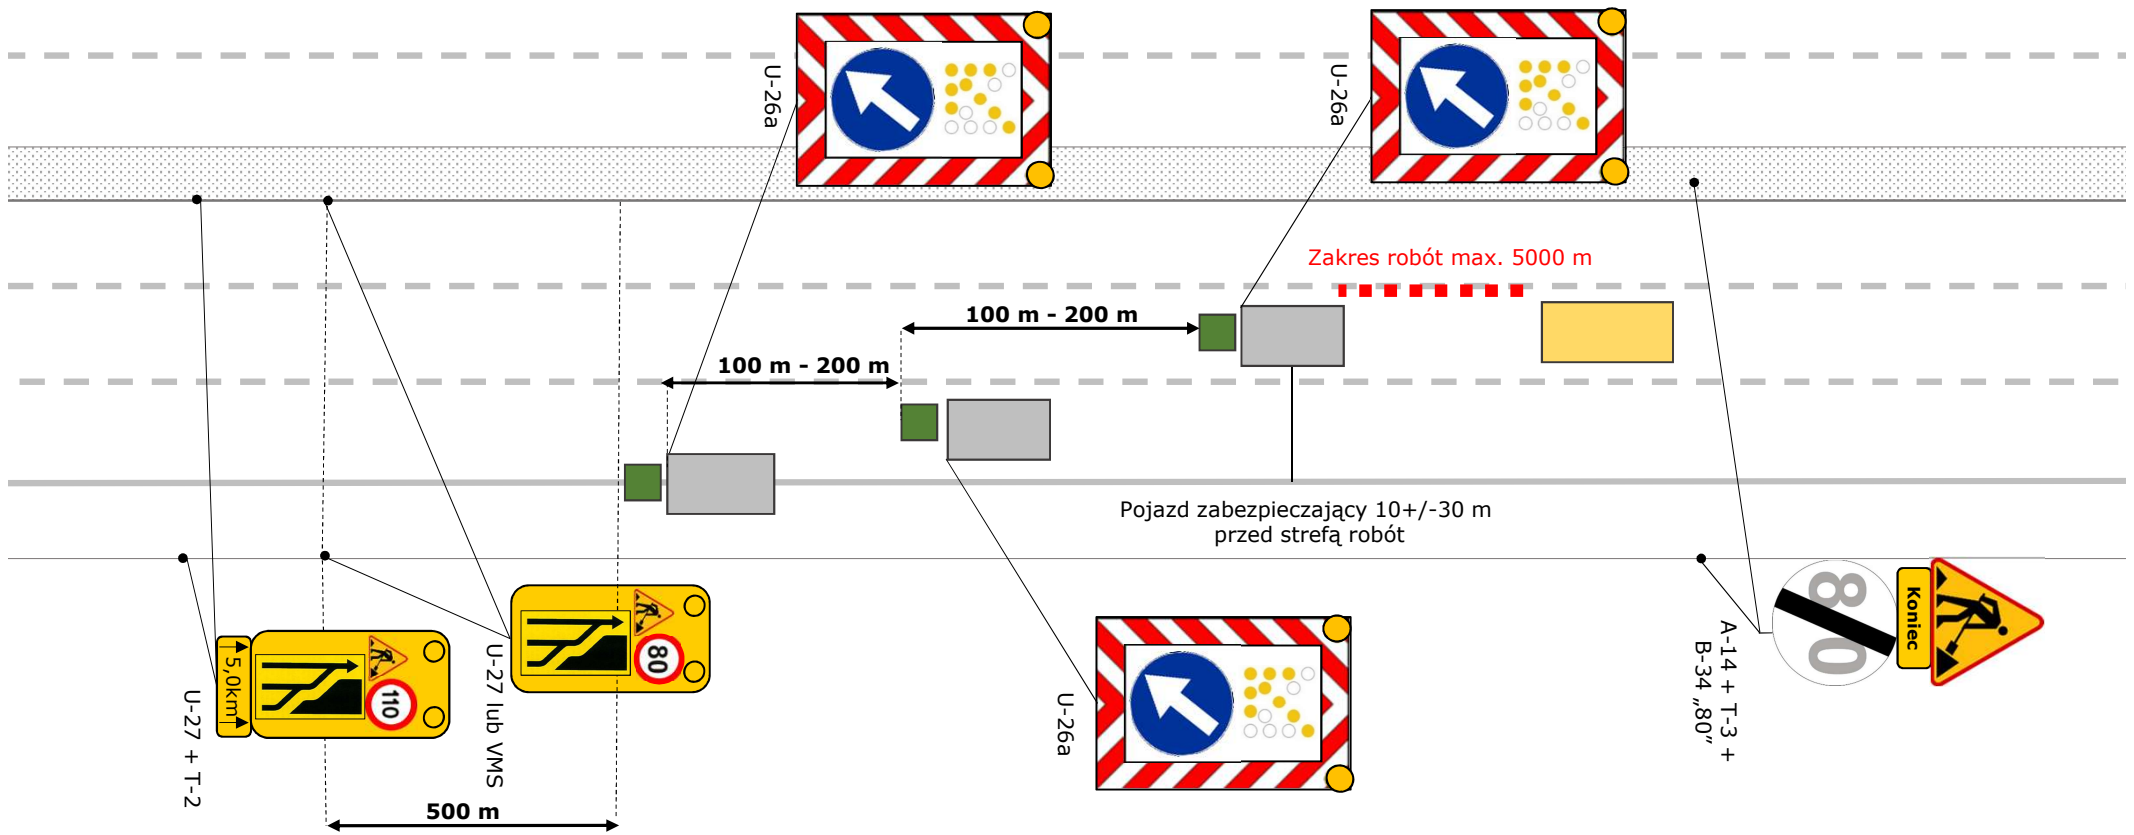 U-26a
U-26a
Zakres robót max. 5000 m
100 m - 200 m
100 m - 200 m
Pojazd zabezpieczający 10+/-30 m
przed strefą robót
80
Koniec
A-14 + T-3 +
B-34 „80”
80
U-27 lub VMS
110
5,0km
U-27 + T-2
U-26a
500 m